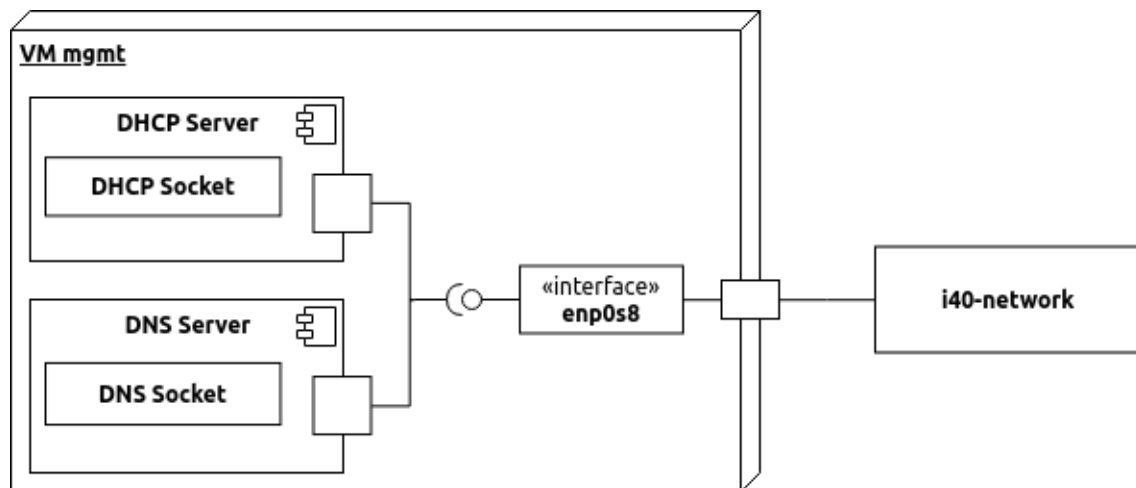 VM mgmt
DHCP Server
DHCP Socket
DNS Server
DNS Socket
«interface»
enp0s8
i40-network